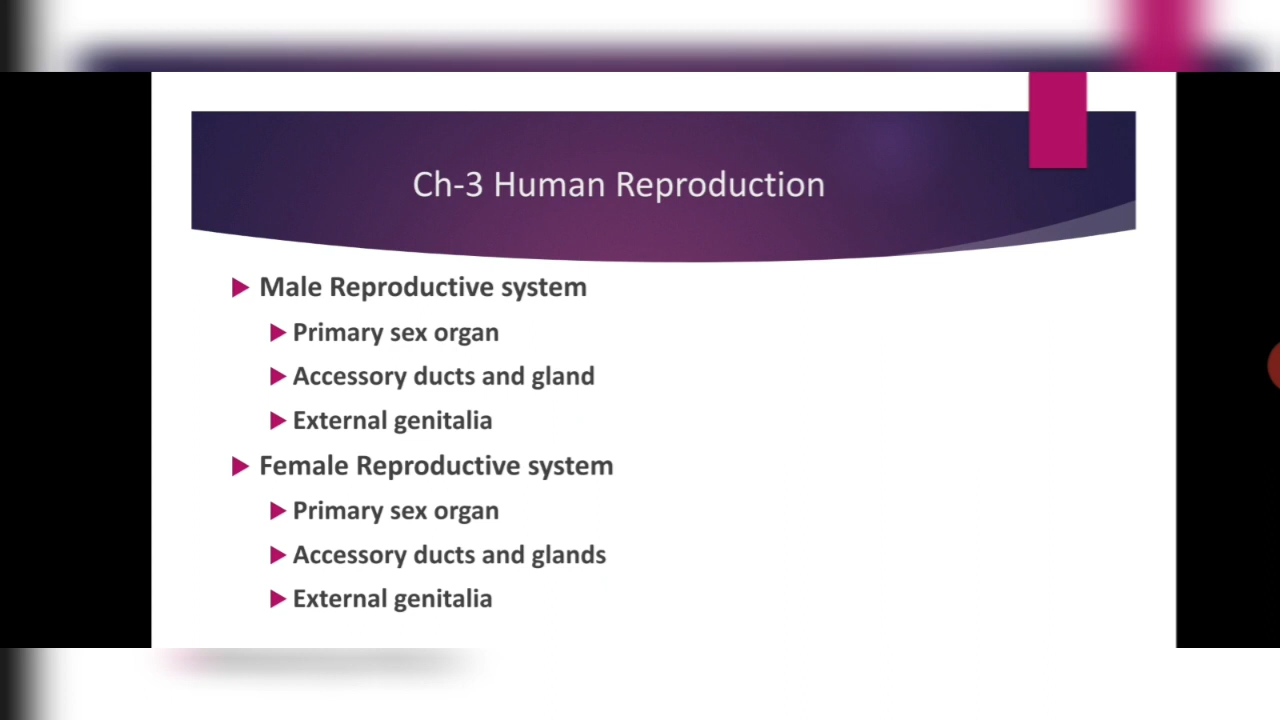 Ch-3 Human Reproduction
Male Reproductive system
Primary sex organ
Accessory ducts and gland
External genitalia
Female Reproductive system
Primary sex organ
Accessory ducts and glands
External genitalia